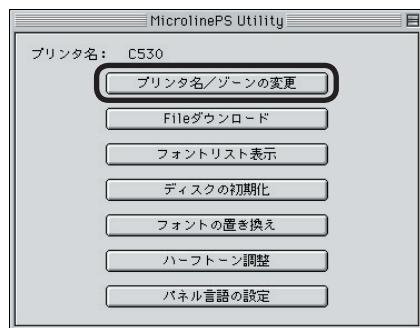 MicrolinePS Utility
プリンタ名: C530
プリンタ名/ゾーンの変更
Fileダウンロード
フォントリスト表示
ディスクの初期化
フォントの置き換え
ハーフトーン調整
パネル言語の設定